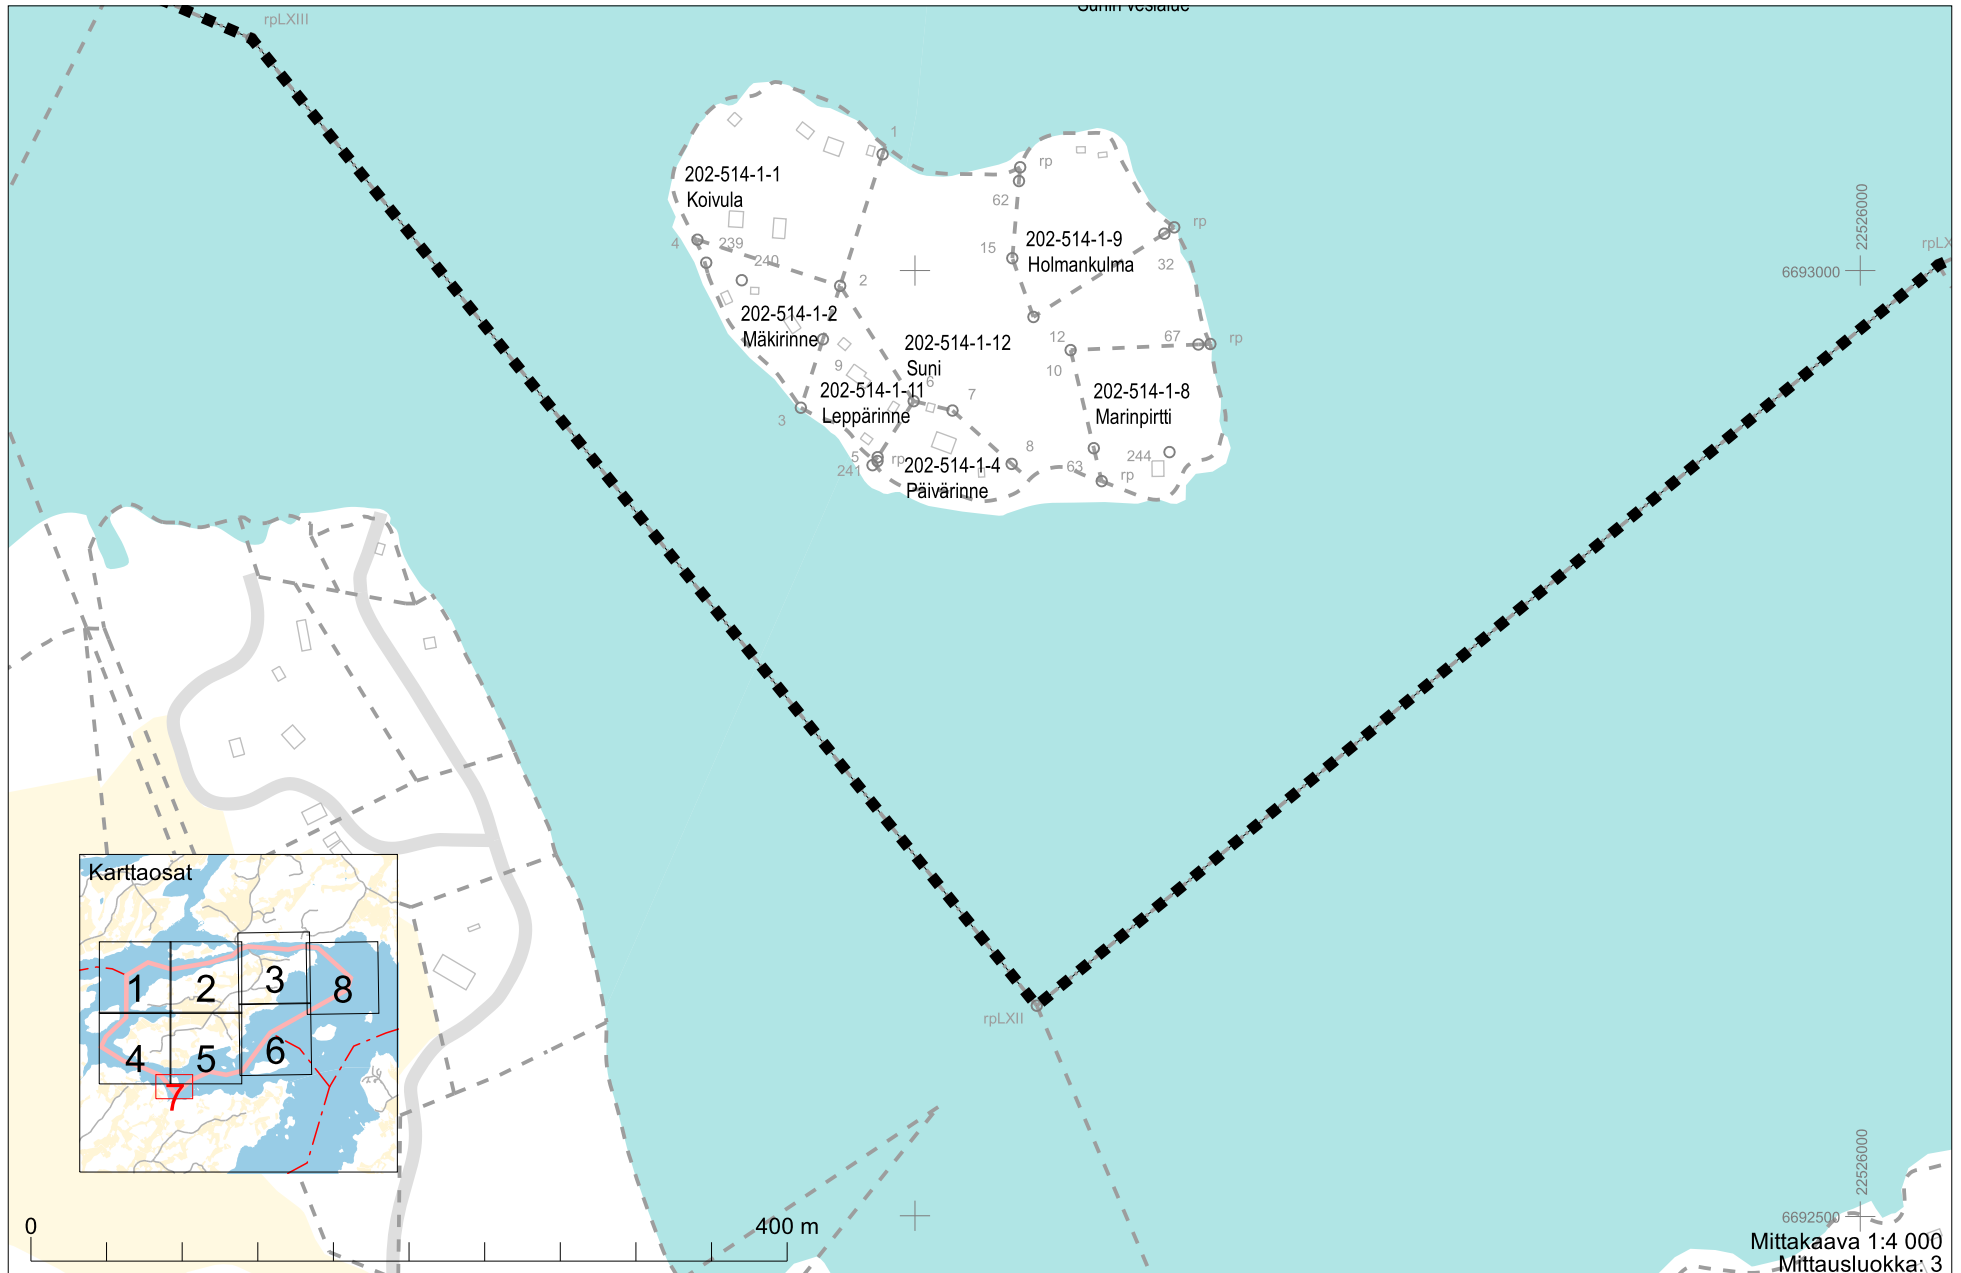 Sunin vesialue
rpLXIII
1
202-514-1-1
Koivula
rp
62
rp
4
239
240
15
202-514-1-9
Holmankulma
32
22526000
6693000
rpLX
2
202-514-1-2
Mäkirinne
9
202-514-1-12
Suni
12
67
rp
10
6
7
202-514-1-11
Leppärinne
3
202-514-1-8
Marinpirtti
5
rp
241
8
63
244
rp
202-514-1-4
Päivärinne
Karttaosat
1
2
3
8
4
5
6
7
rpLXII
22526000
6692500
0
400 m
Mittakaava 1:4 000
Mittausluokka: 3